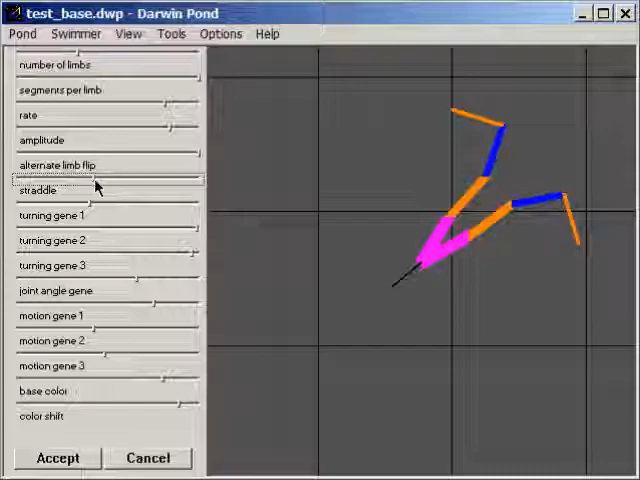 test_base.dwp - Darwin Pond
Pond Swimmer View Tools Options Help
number of limbs
segments per limb
rate
amplitude
alternate limb flip
straddle
turning gene 1
turning gene 2
turning gene 3
joint angle gene
motion gene 1
motion gene 2
motion gene 3
base color
color shift
Accept Cancel